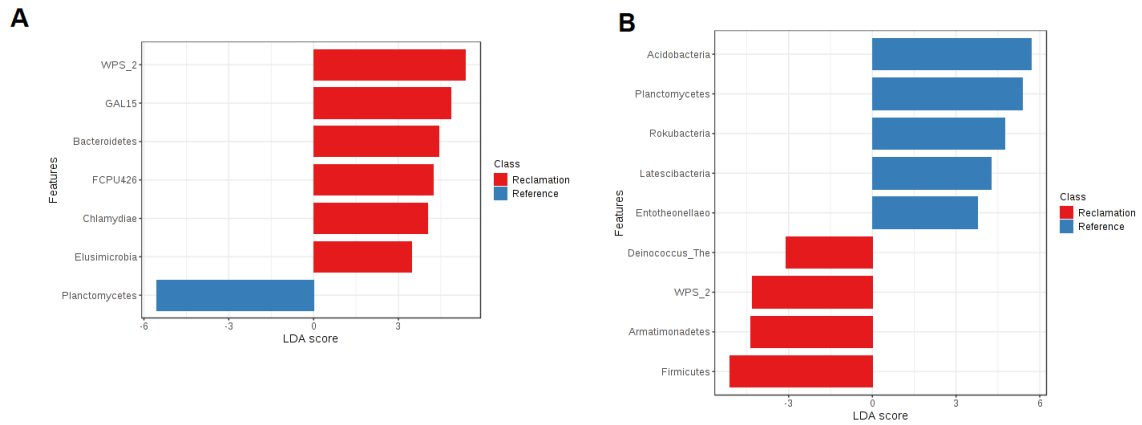 A
WPS_2
GAL15
Bacteroidetes
FCPU426
Chlamydiae
Elusimicrobia
Planctomycetes
Features
-6 -3 0 3
LDA score
Class
Reclamation
Reference
B
Acidobacteria
Planctomycetes
Rokubacteria
Latescibacteria
Entotheonellaeo
Deinococcus_The
WPS_2
Armatimonadetes
Firmicutes
Features
-3 0 3 6
LDA score
Class
Reclamation
Reference